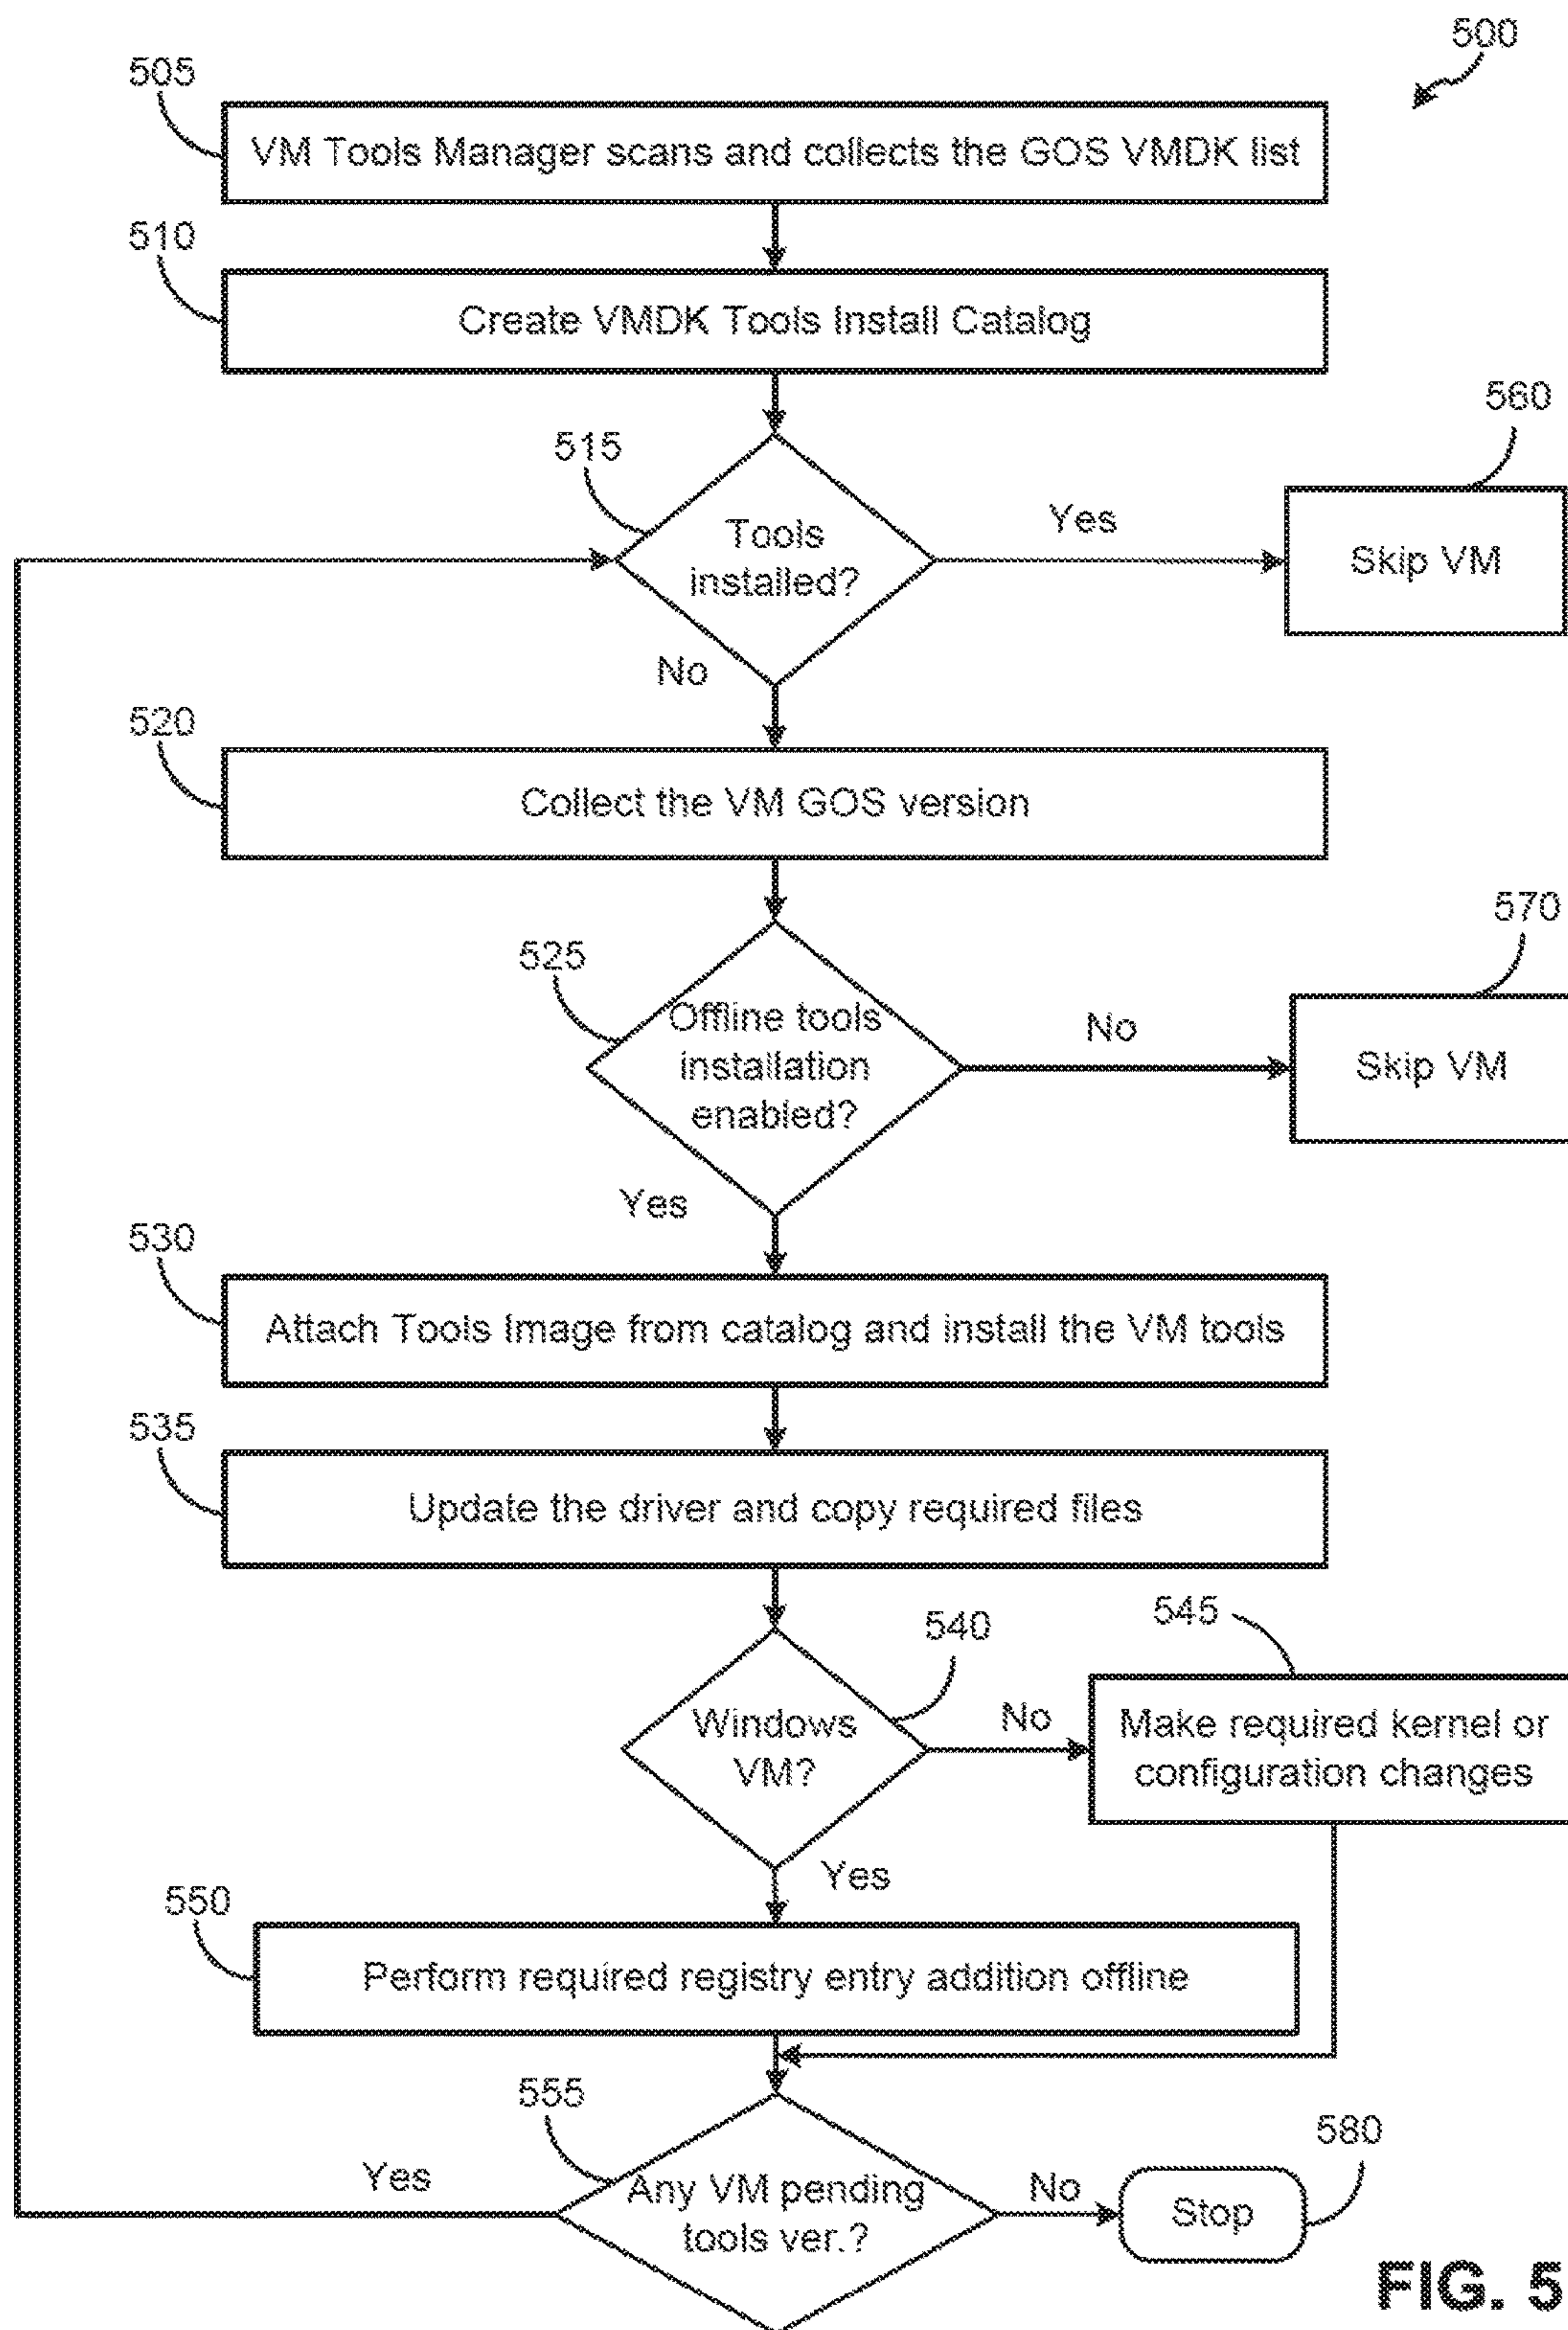 500
505
VM Tools Manager scans and collects the GOS VMDK list
510
Create VMDK Tools Install Catalog
560
515
Tools
installed?
Yes
Skip VM
No
520
Collect the VM GOS version
570
525
Offline tools
installation
enabled?
No
Skip VM
Yes
530
Attach Tools Image from catalog and install the VM tools
535
Update the driver and copy required files
540
545
Windows
VM?
No
Make required kernel or
configuration changes
Yes
550
Perform required registry entry addition offline
555
580
Yes
Any VM pending
tools ver.?
No
Stop
FIG. 5